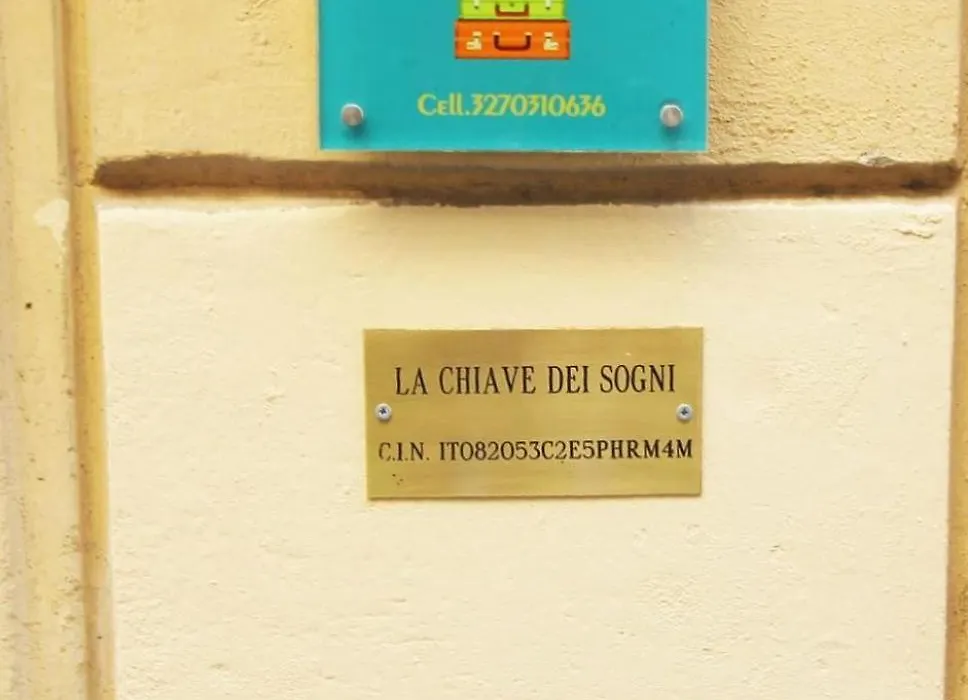 Cell.3270310636
LA CHIAVE DEI SOGNI
C.I.N. IT082053C2E5PHRM4M